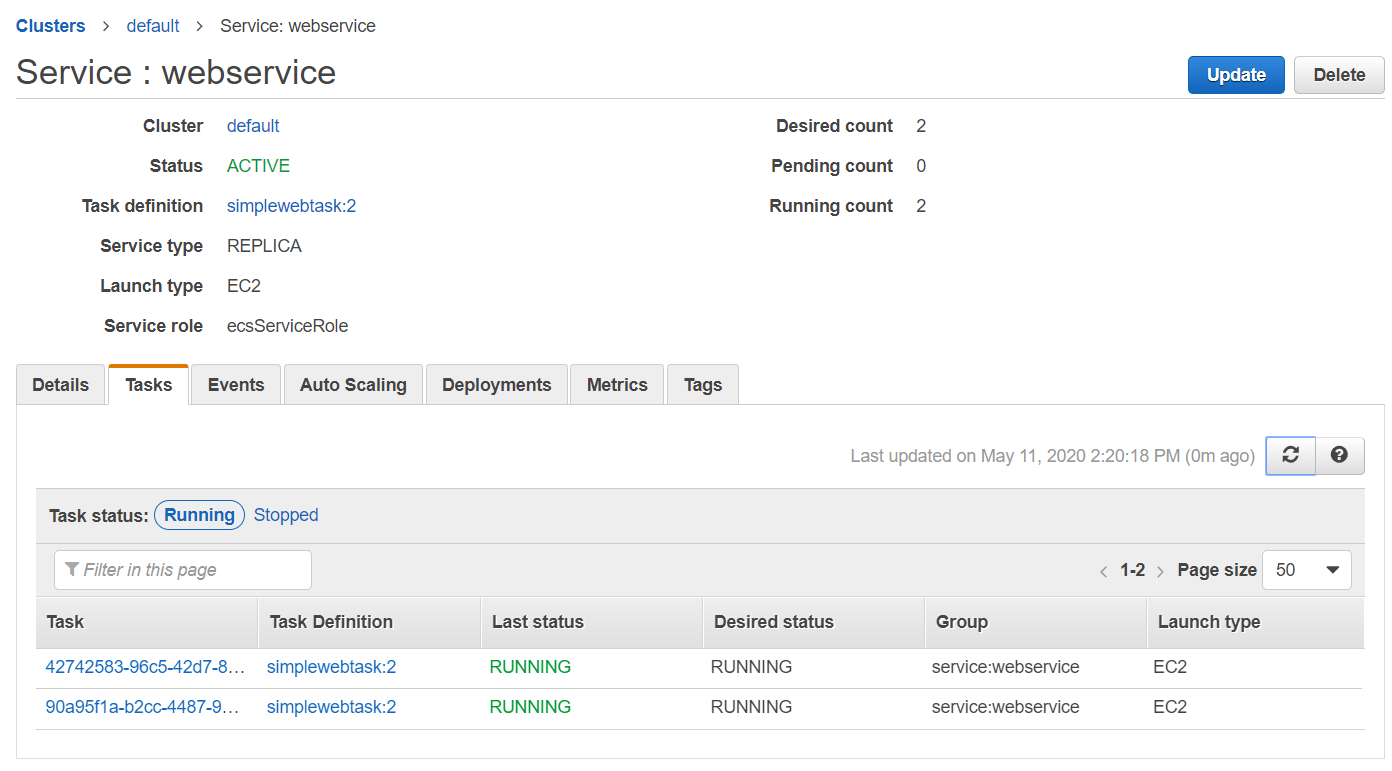 Clusters > default > Service: webservice
Service : webservice
Update Delete
Cluster default Desired count 2
Status ACTIVE Pending count 0
Task definition simplewebtask:2 Running count 2
Service type REPLICA
Launch type EC2
Service role ecsServiceRole
Details Tasks Events Auto Scaling Deployments Metrics Tags
Last updated on May 11, 2020 2:20:18 PM (0m ago)
Task status: Running Stopped
Filter in this page < 1-2 > Page size 50
Task Task Definition Last status Desired status Group Launch type
42742583-96c5-42d7-8... simplewebtask:2 RUNNING RUNNING service:webservice EC2
90a95f1a-b2cc-4487-9... simplewebtask:2 RUNNING RUNNING service:webservice EC2